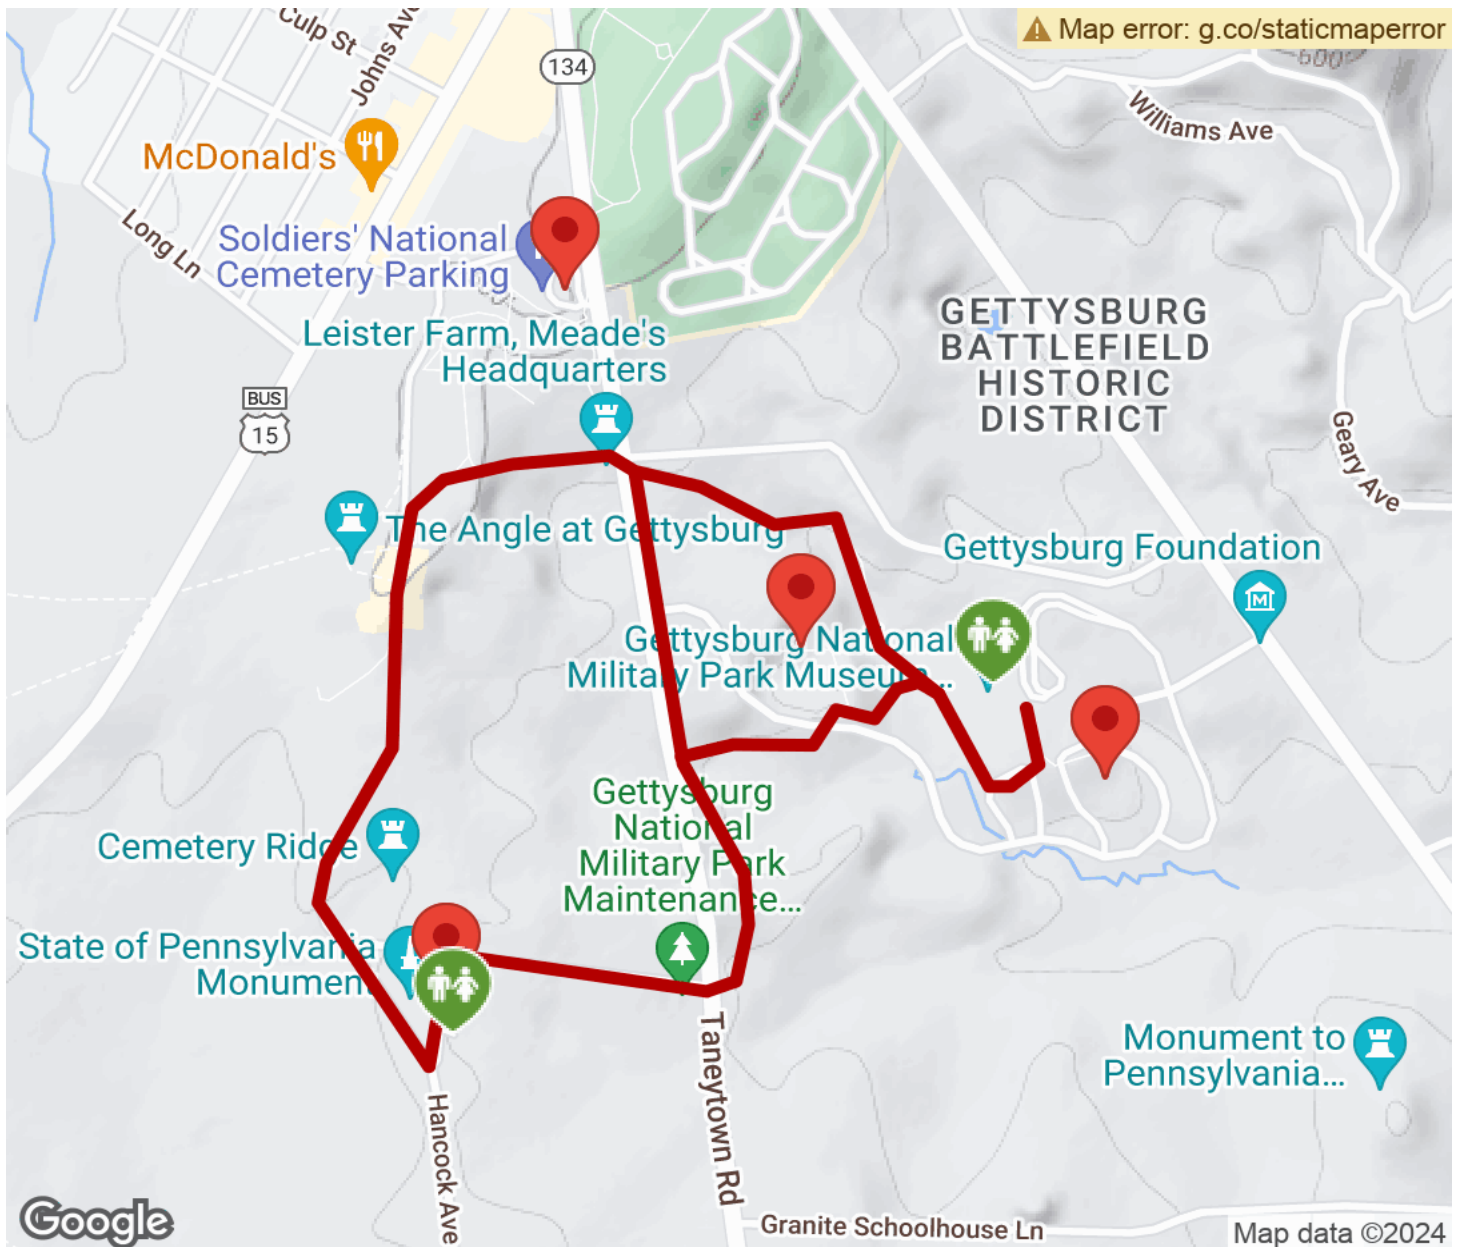 Culp St
Johns Ave
134
Map error: g.co/staticmaperror
600
Williams Ave
McDonald's
Long Ln
Soldiers' National
Cemetery Parking
Leister Farm, Meade's
Headquarters
GETTYSBURG
BATTLEFIELD
HISTORIC
DISTRICT
BUS
15
Geary Ave
The Angle at Gettysburg
Gettysburg Foundation
M
Gettysburg National
Military Park Museum...
Gettysburg
National
Military Park
Maintenance...
Cemetery Ridge
State of Pennsylvania
Monument
Taneytown Rd
Monument to
Pennsylvania...
Hancock Ave
Granite Schoolhouse Ln
Google
Map data ©2024